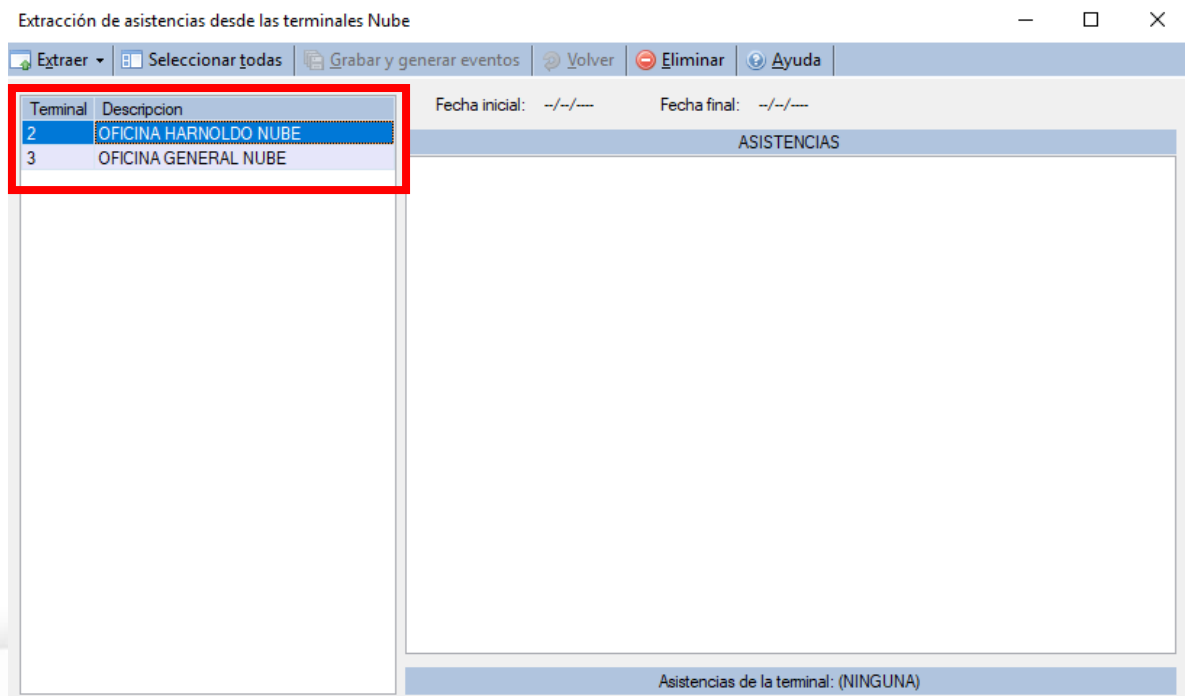 Extracción de asistencias desde las terminales Nube
Extraer Seleccionar todas Grabar y generar eventos Volver Eliminar Ayuda
Terminal Descripcion
2 OFICINA HARNOLDO NUBE
3 OFICINA GENERAL NUBE
Fecha inicial: --/--/---- Fecha final: --/--/----
ASISTENCIAS
Asistencias de la terminal: (NINGUNA)